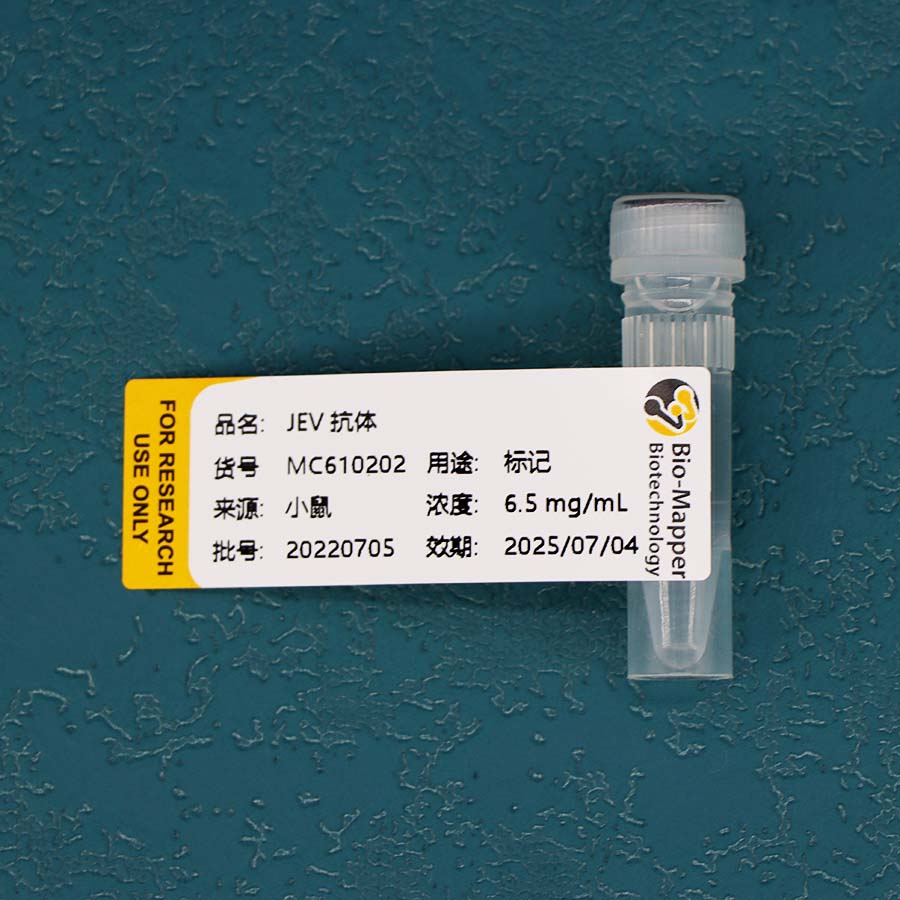 FOR RESEARCH
USE ONLY
品名: JEV 抗体
货号 MC610202 用途: 标记
来源: 小鼠 浓度: 6.5 mg/mL
批号: 20220705 效期: 2025/07/04
Bio-Mapper
Biotechnology